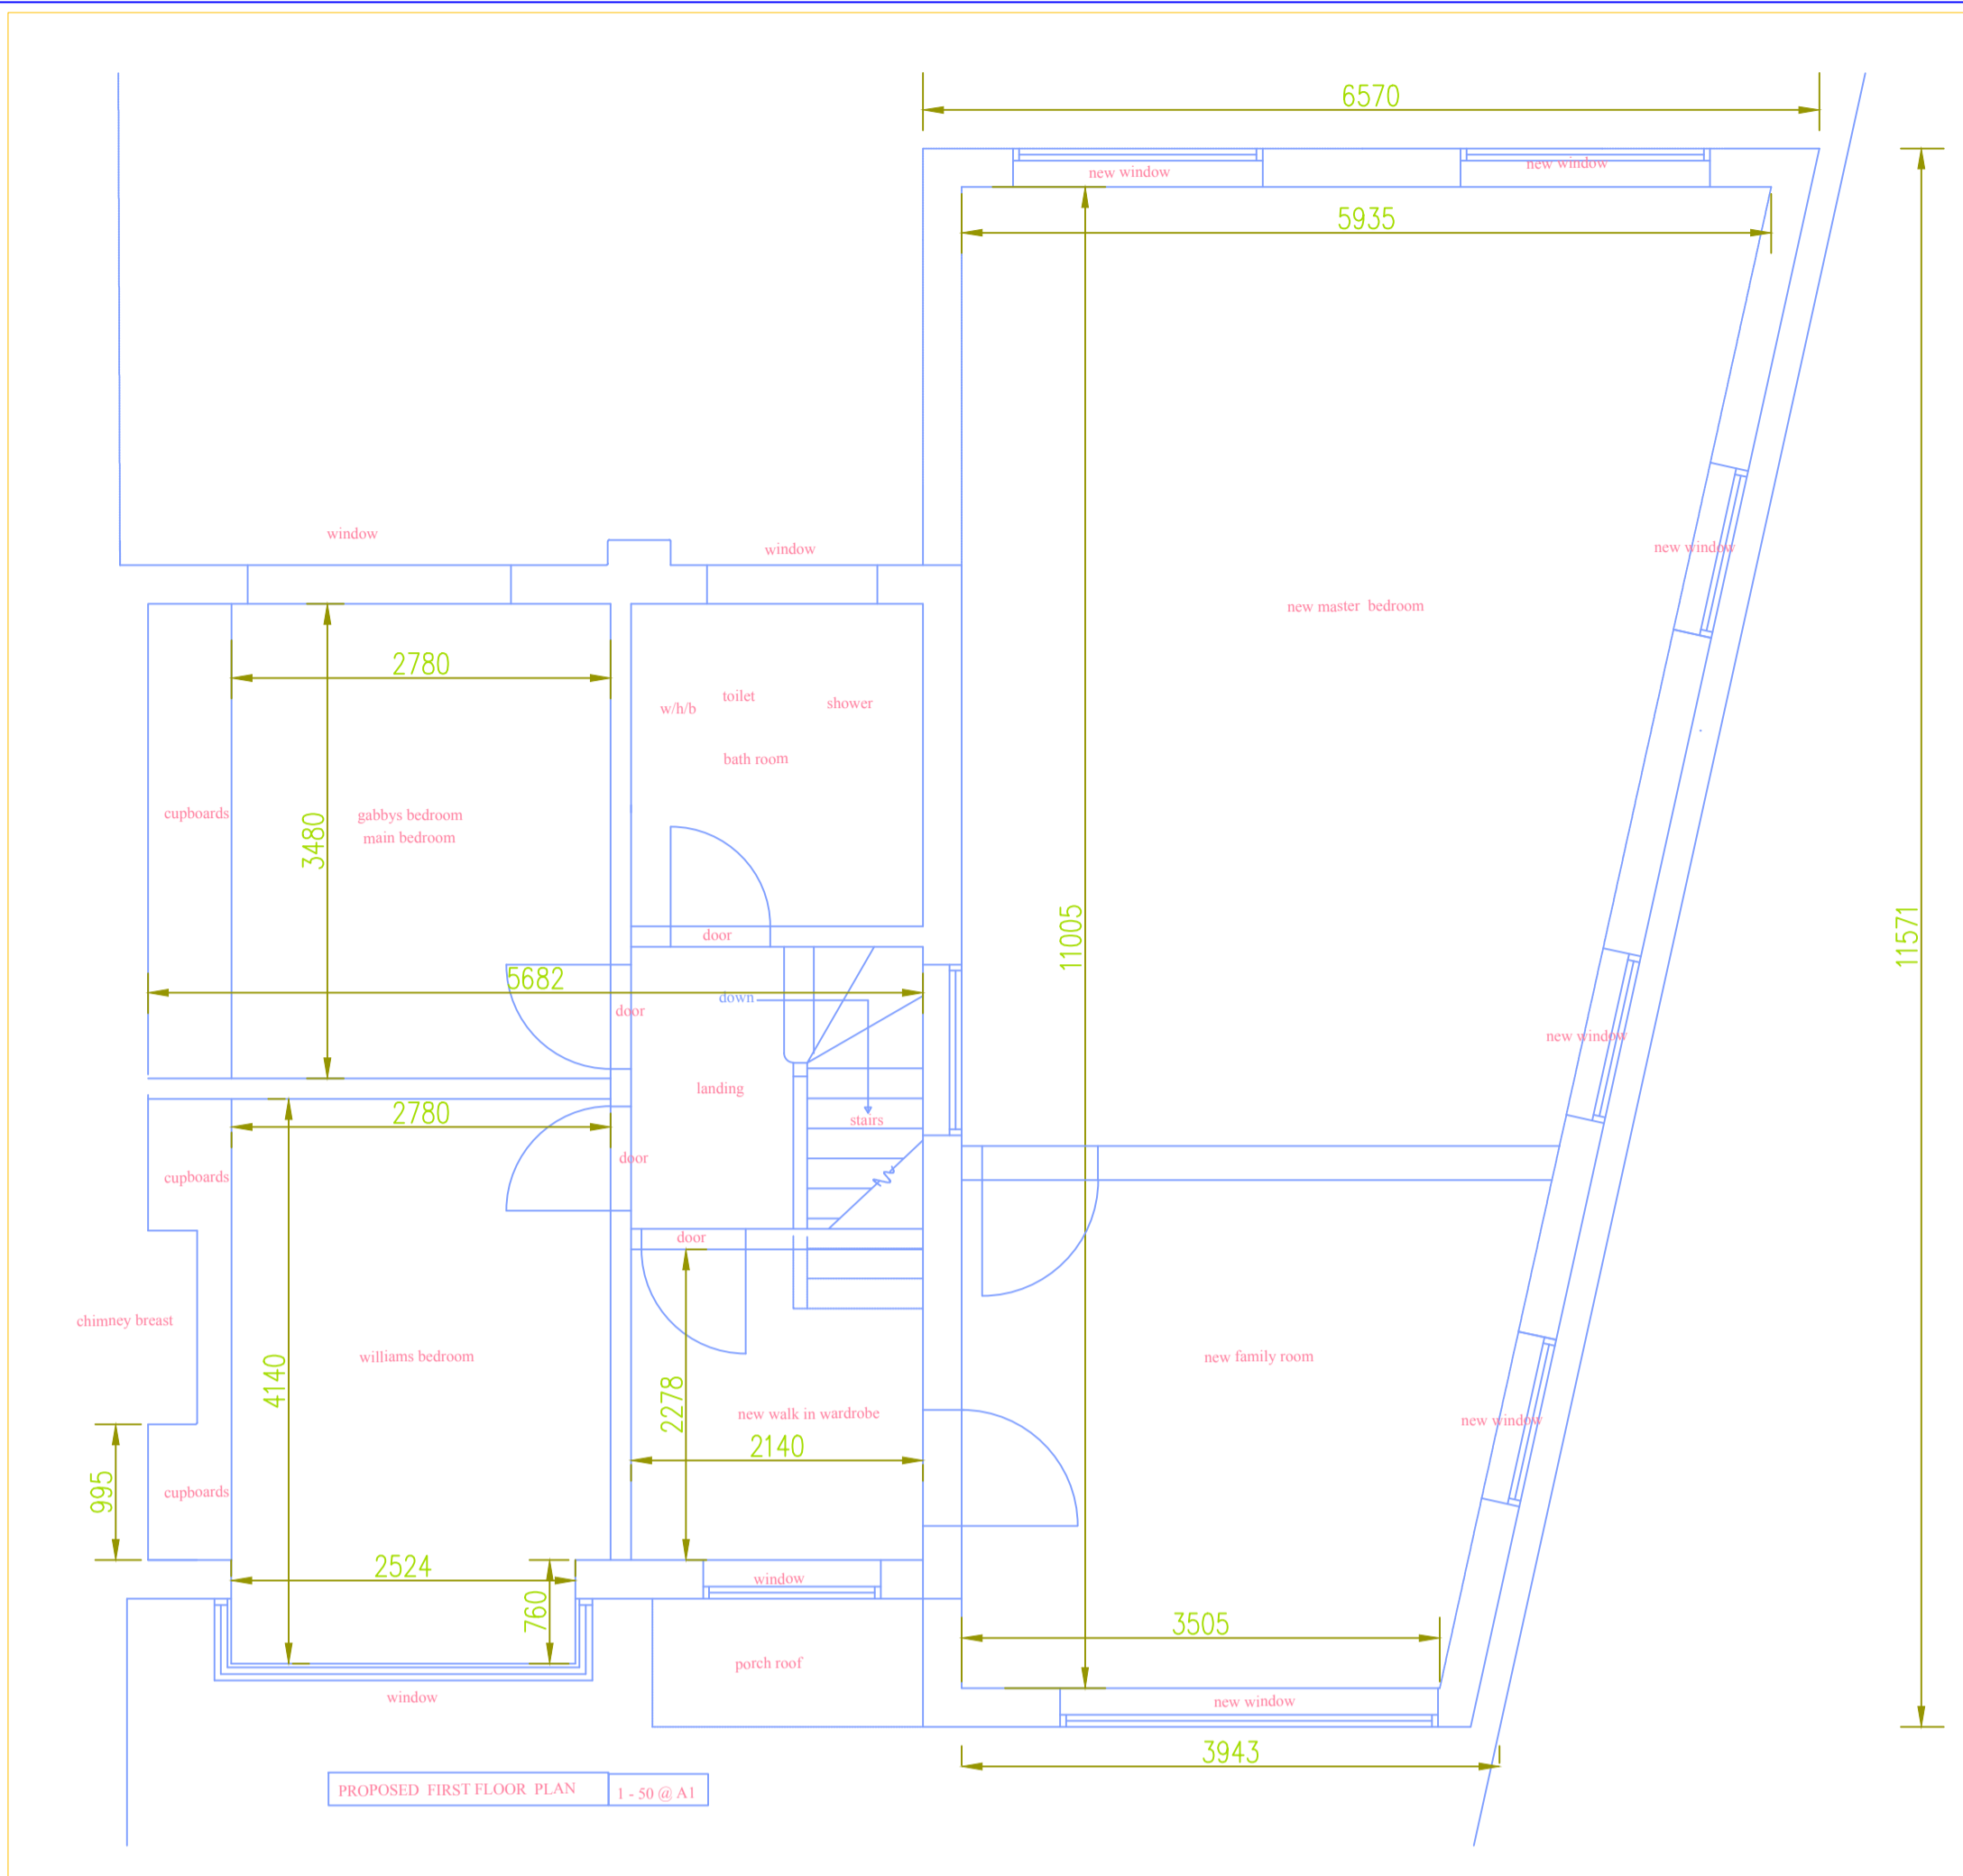 6570
new window
new window
5935
window
window
new window
new master  bedroom
2780
toilet
w/h/b
shower
bath room
cupboards
gabbys bedroom
main bedroom
3480
door
11005
11571
5682
down
door
new window
landing
2780
stairs
door
cupboards
door
chimney breast
williams bedroom
4140
new family room
2278
new walk in wardrobe
2140
new window
995
cupboards
2524
window
760
3505
porch roof
window
new window
3943
PROPOSED  FIRST FLOOR  PLAN
1 - 50 @ A1